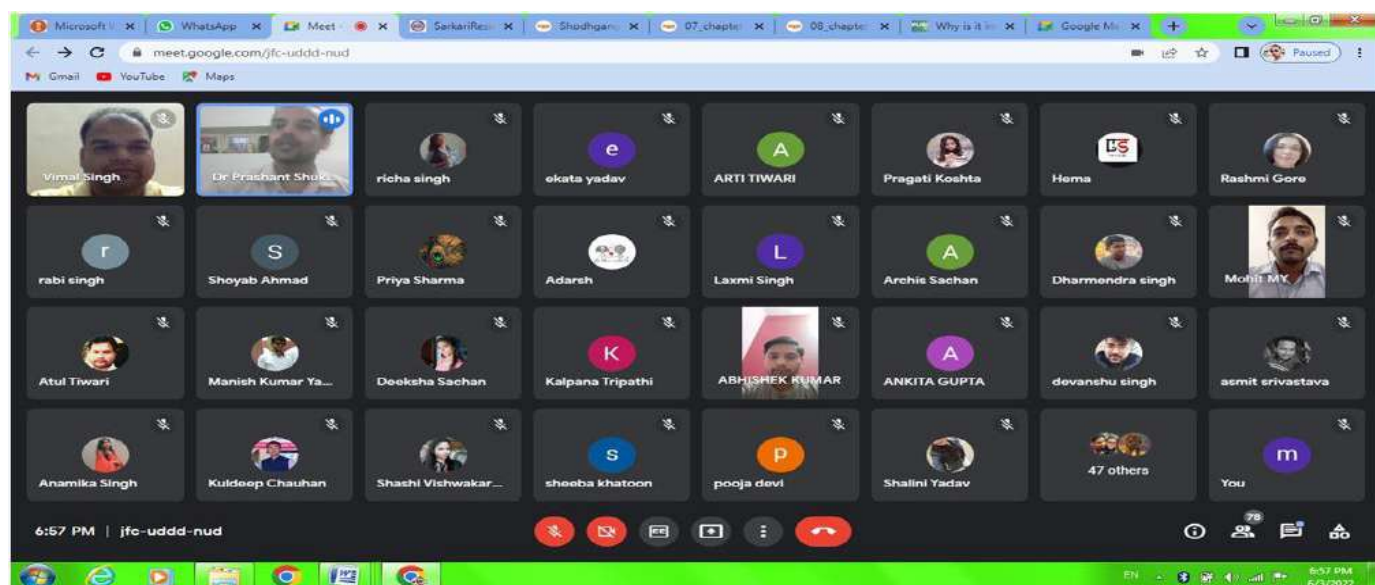 Microsoft V
WhatsApp
Meet -
SarkariResu
Shodhgang
07_chapter
08_chapter
Why is it im
Google Me
meet.google.com/jfc-uddd-nud
Paused
Gmail YouTube Maps
Vimal Singh
Dr Prashant Shuk...
richa singh
e
ekata yadav
A
ARTI TIWARI
Pragati Koshta
Hema
Rashmi Gore
r
rabi singh
S
Shoyab Ahmad
Priya Sharma
Adarsh
L
Laxmi Singh
A
Archis Sachan
Dharmendra singh
Mohit MY
Atul Tiwari
Manish Kumar Ya...
Deeksha Sachan
K
Kalpana Tripathi
ABHISHEK KUMAR
A
ANKITA GUPTA
devanshu singh
asmit srivastava
Anamika Singh
Kuldeep Chauhan
Shashi Vishwakar...
s
sheeba khatoon
p
pooja devi
Shalini Yadav
47 others
m
You
6:57 PM | jfc-uddd-nud
78
EN
6:57 PM
6/3/2022